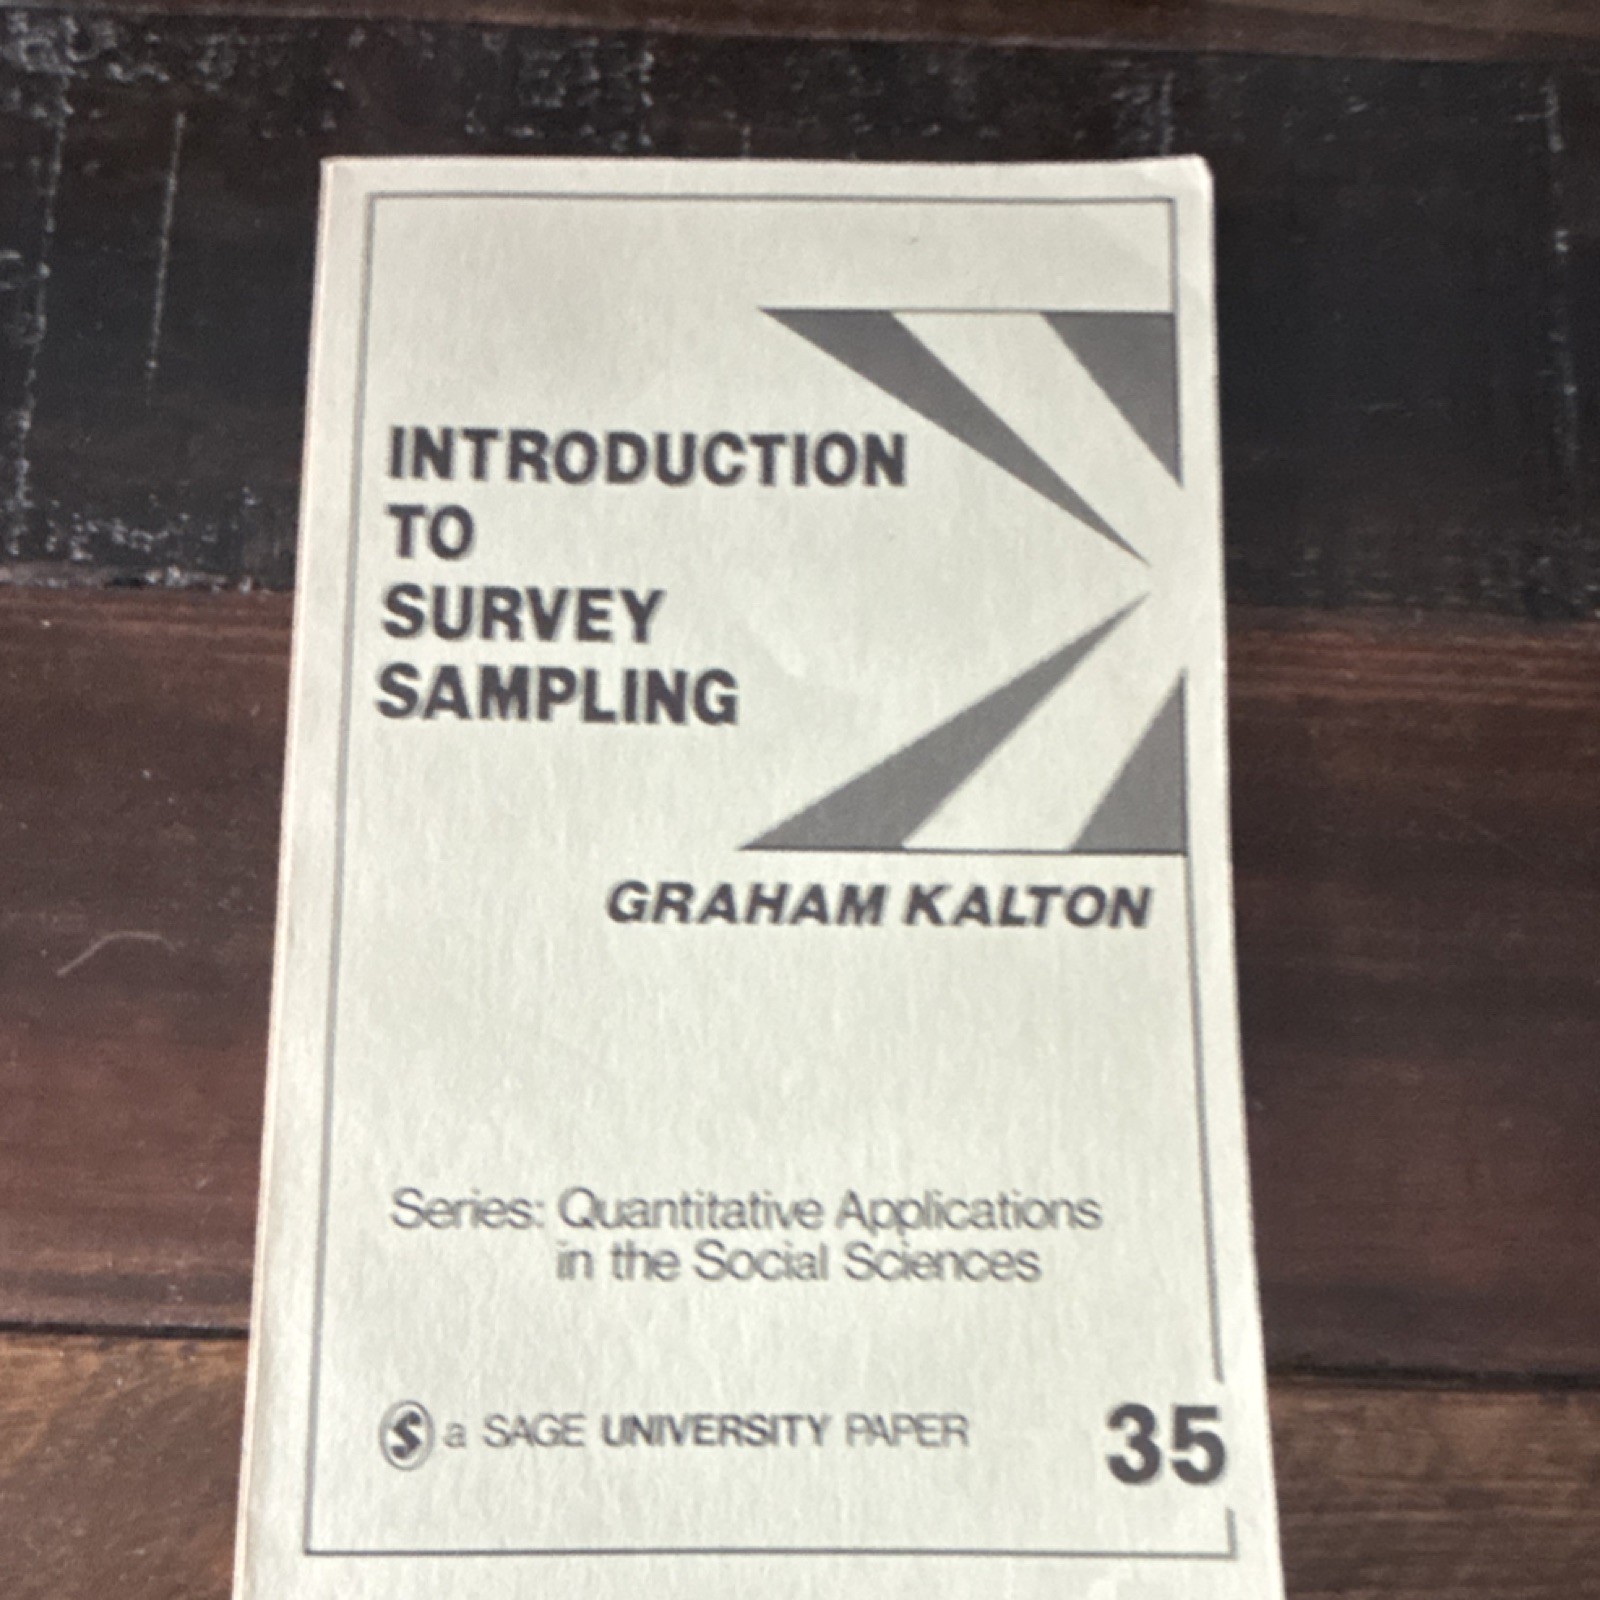 INTRODUCTION
TO
SURVEY
SAMPLING
GRAHAM KALTON
Series: Quantitative Applications
in the Social Sciences
S a SAGE UNIVERSITY PAPER 35